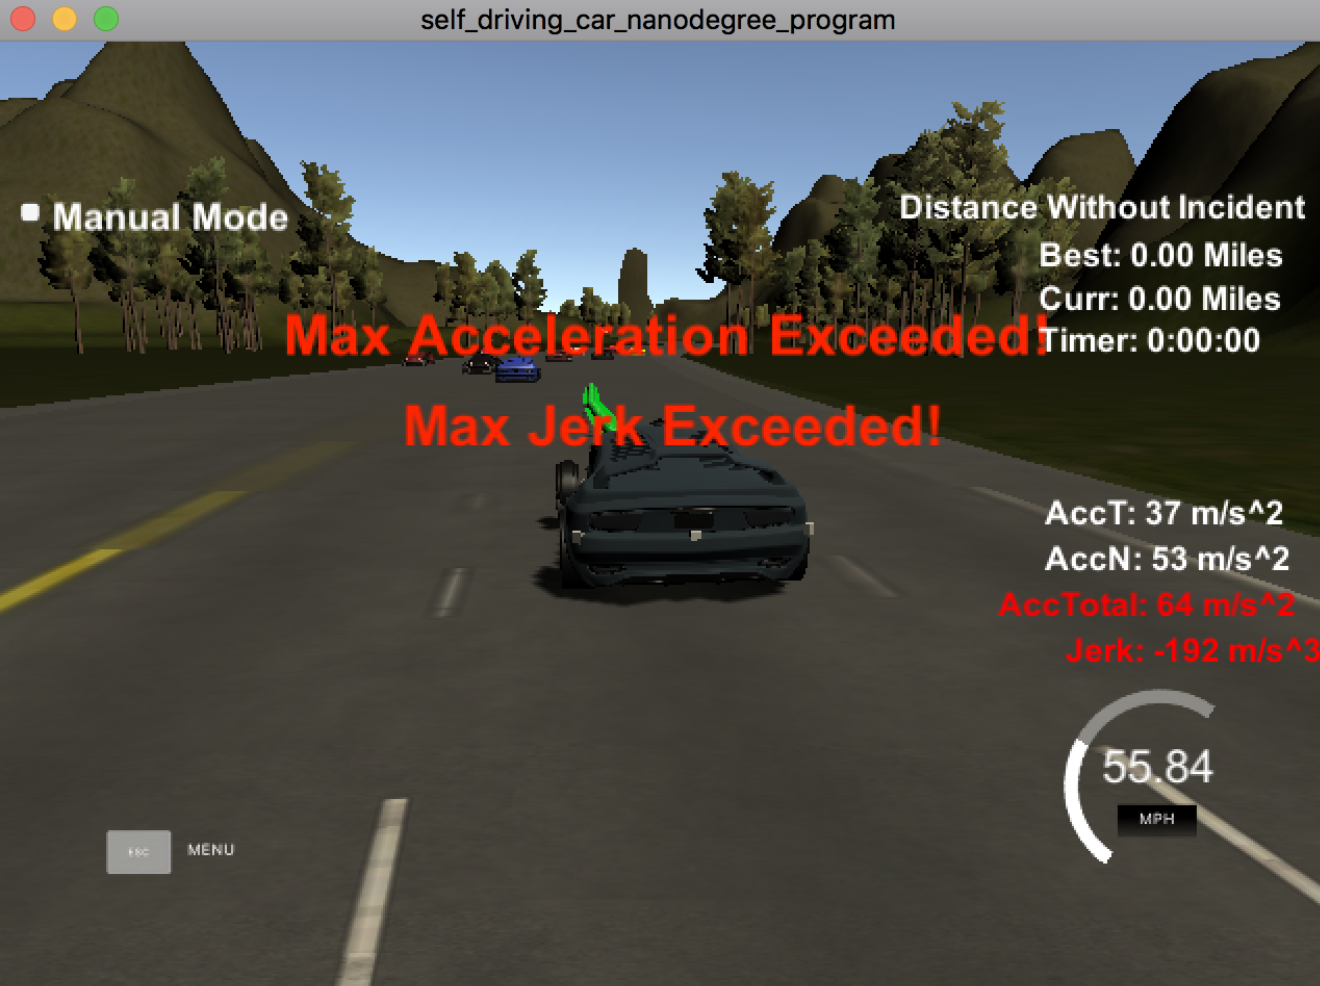 self_driving_car_nanodegree_program
Manual Mode
Distance Without Incident
Best: 0.00 Miles
Curr: 0.00 Miles
Timer: 0:00:00
Max Acceleration Exceeded!
Max Jerk Exceeded!
AccT: 37 m/s^2
AccN: 53 m/s^2
AccTotal: 64 m/s^2
Jerk: -192 m/s^3
55.84
MPH
ESC MENU